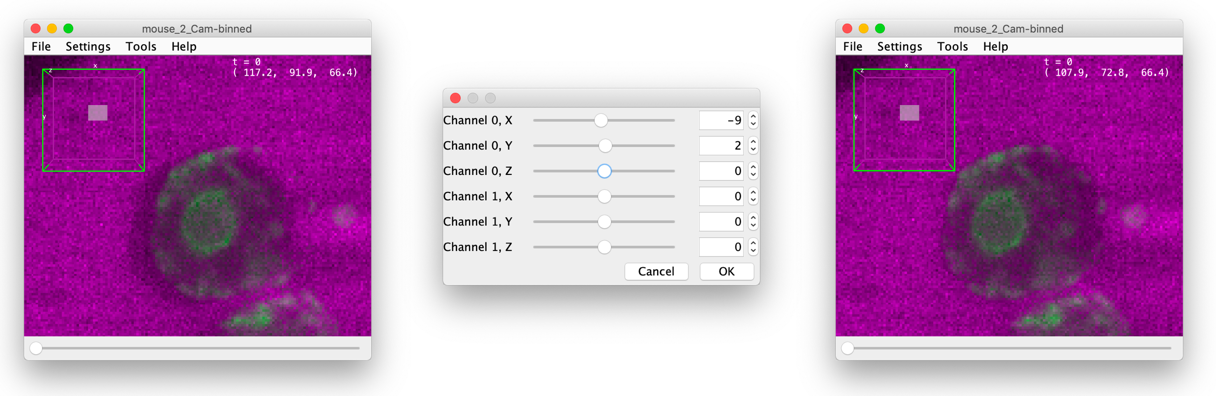 mouse_2_Cam-binned
File Settings Tools Help
t = 0
( 117.2, 91.9, 66.4)
x
z
y
Channel 0, X -9
Channel 0, Y 2
Channel 0, Z 0
Channel 1, X 0
Channel 1, Y 0
Channel 1, Z 0
Cancel OK
mouse_2_Cam-binned
File Settings Tools Help
t = 0
( 107.9, 72.8, 66.4)
x
z
y